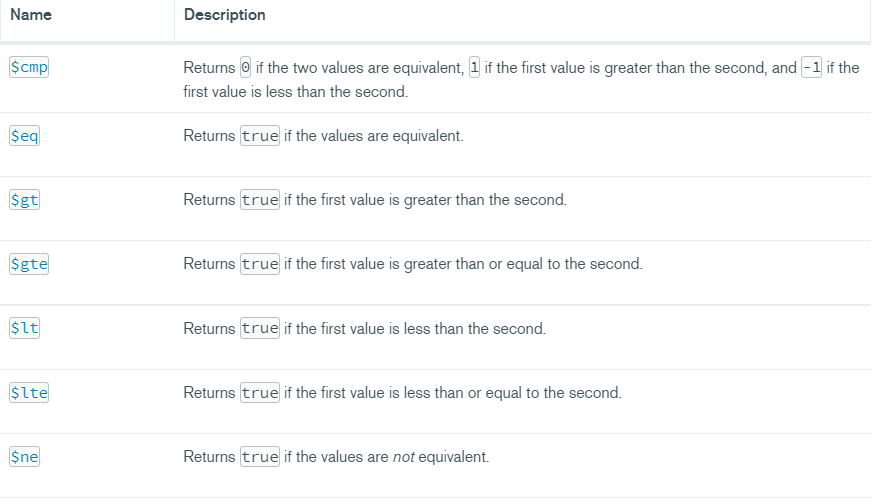 Name Description
$cmp Returns 0 if the two values are equivalent, 1 if the first value is greater than the second, and -1 if the
first value is less than the second.
$eq Returns true if the values are equivalent.
$gt Returns true if the first value is greater than the second.
$gte Returns true if the first value is greater than or equal to the second.
$lt Returns true if the first value is less than the second.
$lte Returns true if the first value is less than or equal to the second.
$ne Returns true if the values are not equivalent.